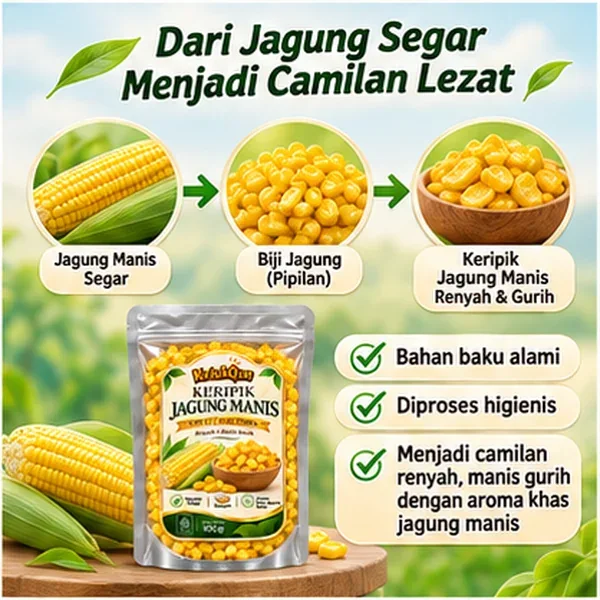 Dari Jagung Segar
Menjadi Camilan Lezat
Jagung Manis
Segar
Biji Jagung
(Pipilan)
Keripik
Jagung Manis
Renyah & Gurih
KERIPIK
JAGUNG MANIS
Bahan baku alami
Diproses higienis
Menjadi camilan
renyah, manis gurih
dengan aroma khas
jagung manis